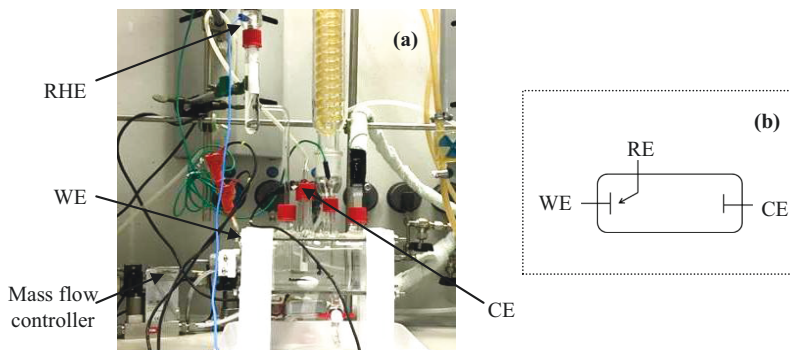 (a)
RHE
WE
Mass flow
controller
CE
(b)
RE
WE
CE